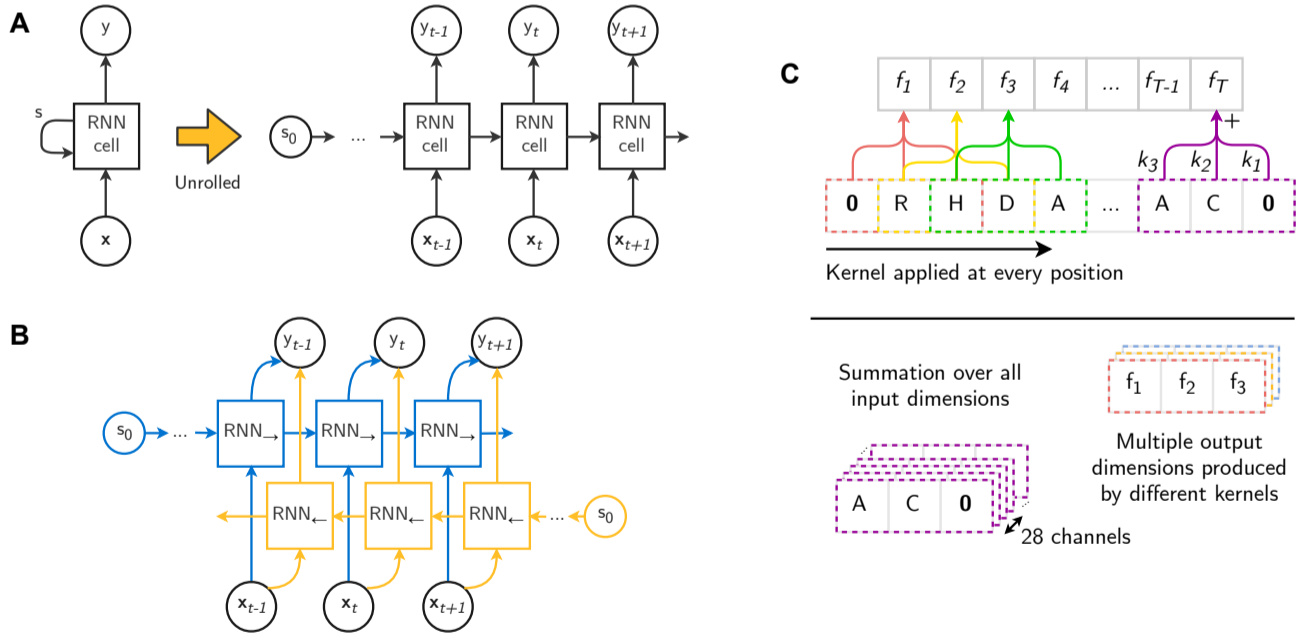 A
y
s
RNN
cell
x
Unrolled
s0 ...
yt-1 yt yt+1
RNN
cell
RNN
cell
RNN
cell
xt-1 xt xt+1
B
yt-1 yt yt+1
s0 ... RNN→ RNN→ RNN→
RNN← RNN← RNN← ... s0
xt-1 xt xt+1
C
f1 f2 f3 f4 ... fT-1 fT
+
k3 k2 k1
0 R H D A ... A C 0
Kernel applied at every position
Summation over all
input dimensions
A C 0
28 channels
f1 f2 f3
Multiple output
dimensions produced
by different kernels